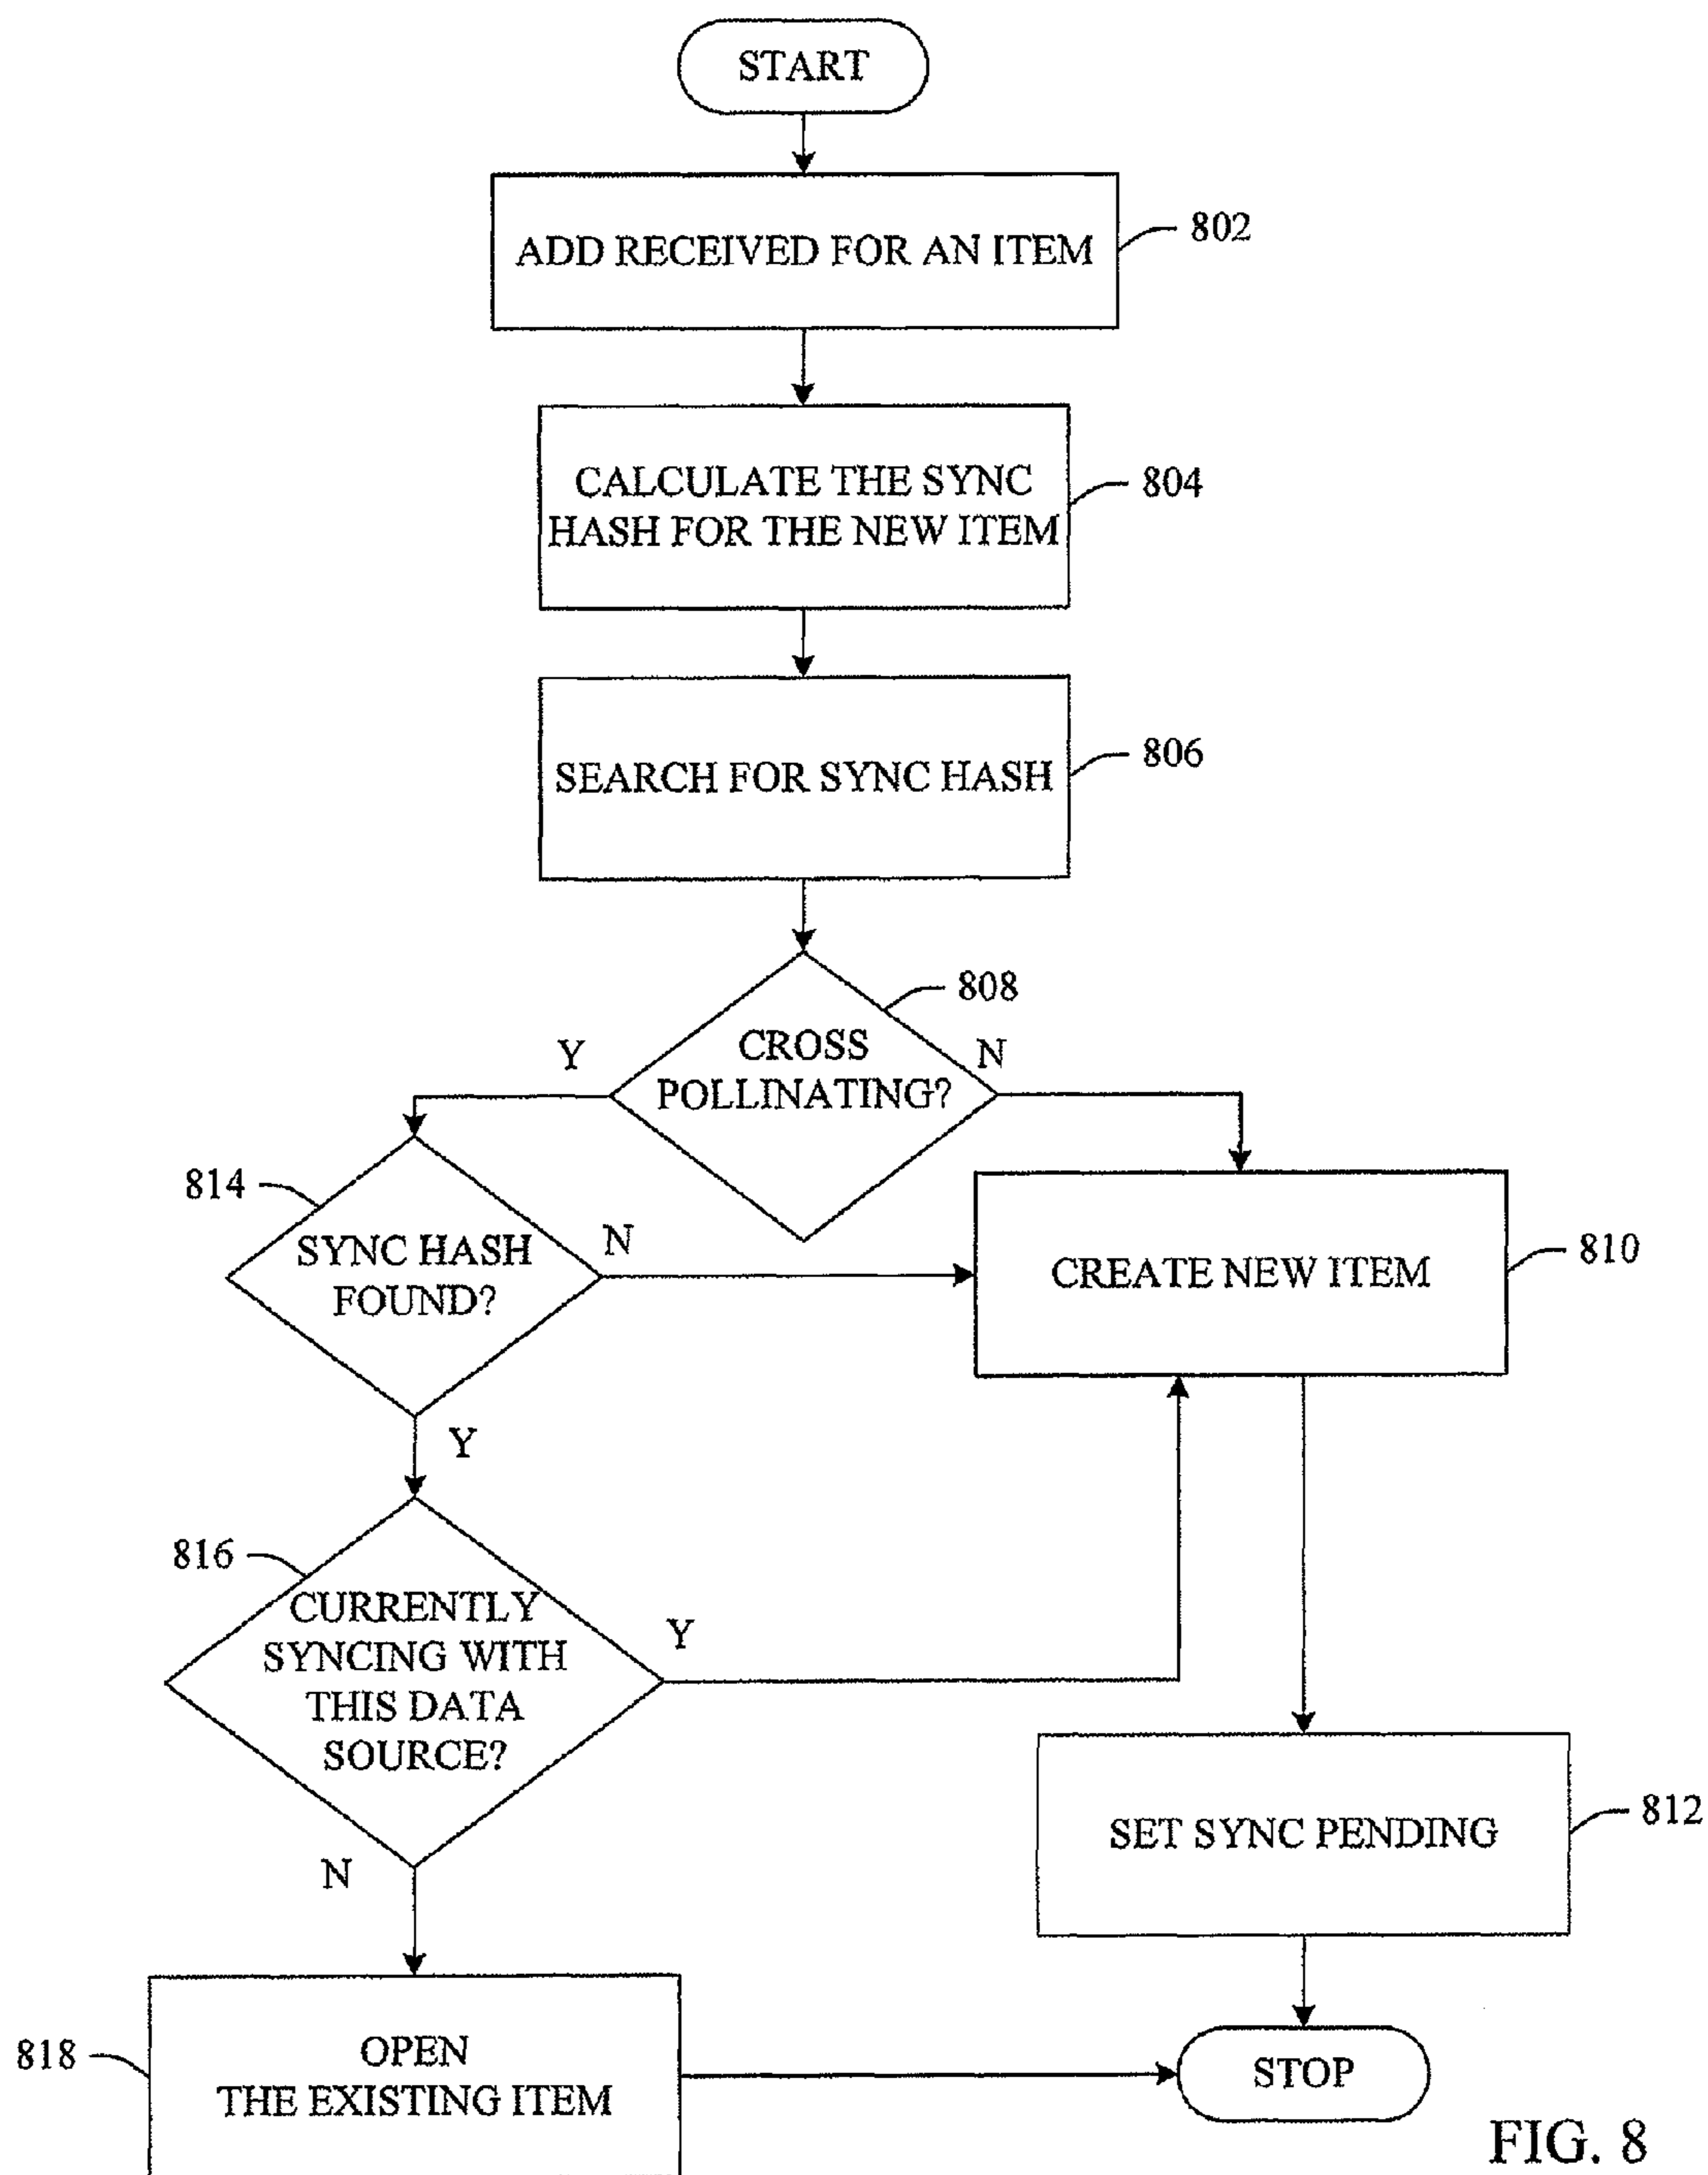 START
ADD RECEIVED FOR AN ITEM
802
CALCULATE THE SYNC
HASH FOR THE NEW ITEM
804
SEARCH FOR SYNC HASH
806
808
CROSS
POLLINATING?
Y
N
814
SYNC HASH
FOUND?
N
CREATE NEW ITEM
810
Y
816
CURRENTLY
SYNCING WITH
THIS DATA
SOURCE?
Y
N
SET SYNC PENDING
812
818
OPEN
THE EXISTING ITEM
STOP
FIG. 8